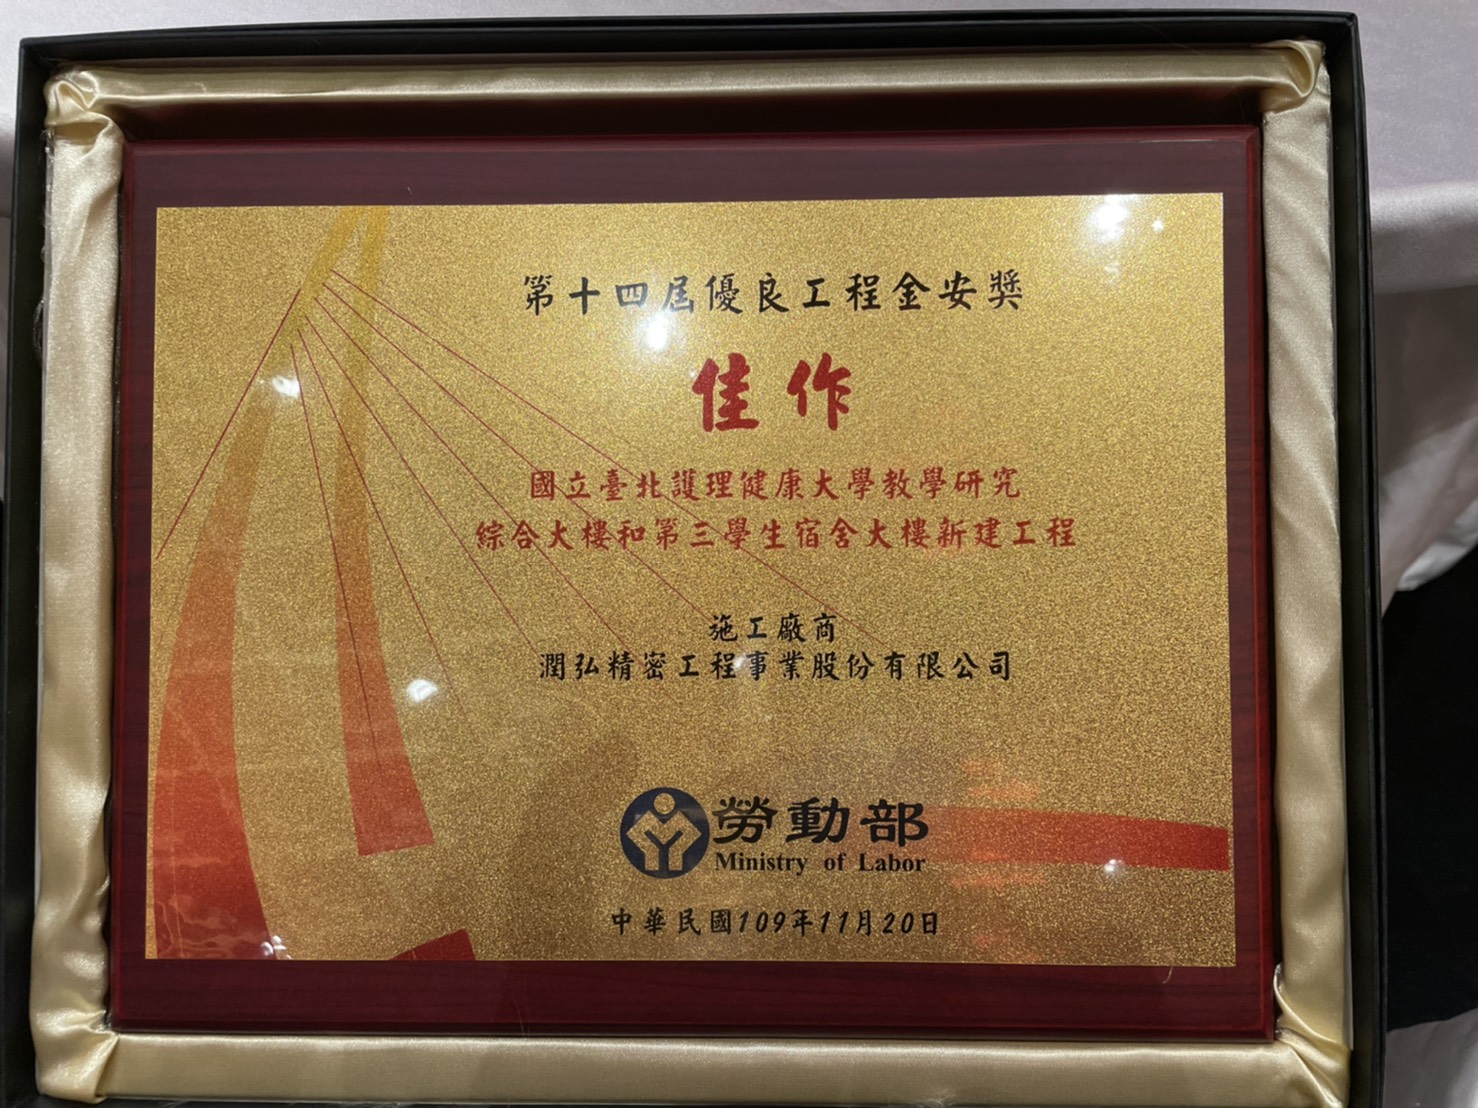 第十四屆優良工程金安獎
佳作
國立臺北護理健康大學教學研究
綜合大樓和第三學生宿舍大樓新建工程
施工廠商
潤弘精密工程事業股份有限公司
勞動部
Ministry of Labor
中華民國109年11月20日